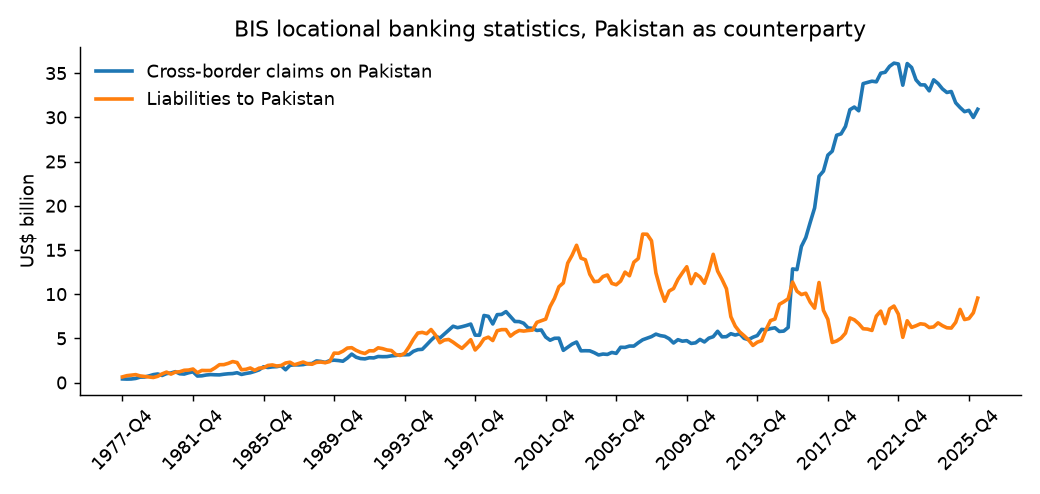 BIS locational banking statistics, Pakistan as counterparty
Cross-border claims on Pakistan
Liabilities to Pakistan
US$ billion
35
30
25
20
15
10
5
0
1977-Q4
1981-Q4
1985-Q4
1989-Q4
1993-Q4
1997-Q4
2001-Q4
2005-Q4
2009-Q4
2013-Q4
2017-Q4
2021-Q4
2025-Q4